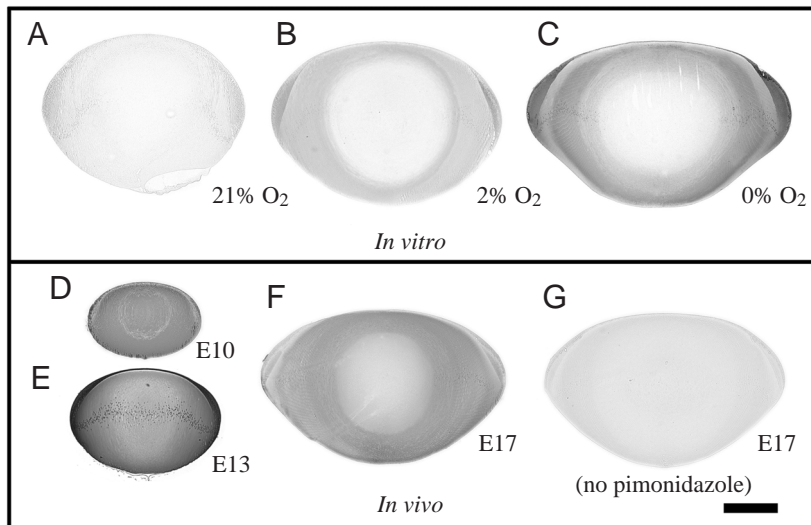 A
B
C
21% O₂
2% O₂
0% O₂
In vitro
D
E10
E
E13
F
E17
G
E17
(no pimonidazole)
In vivo